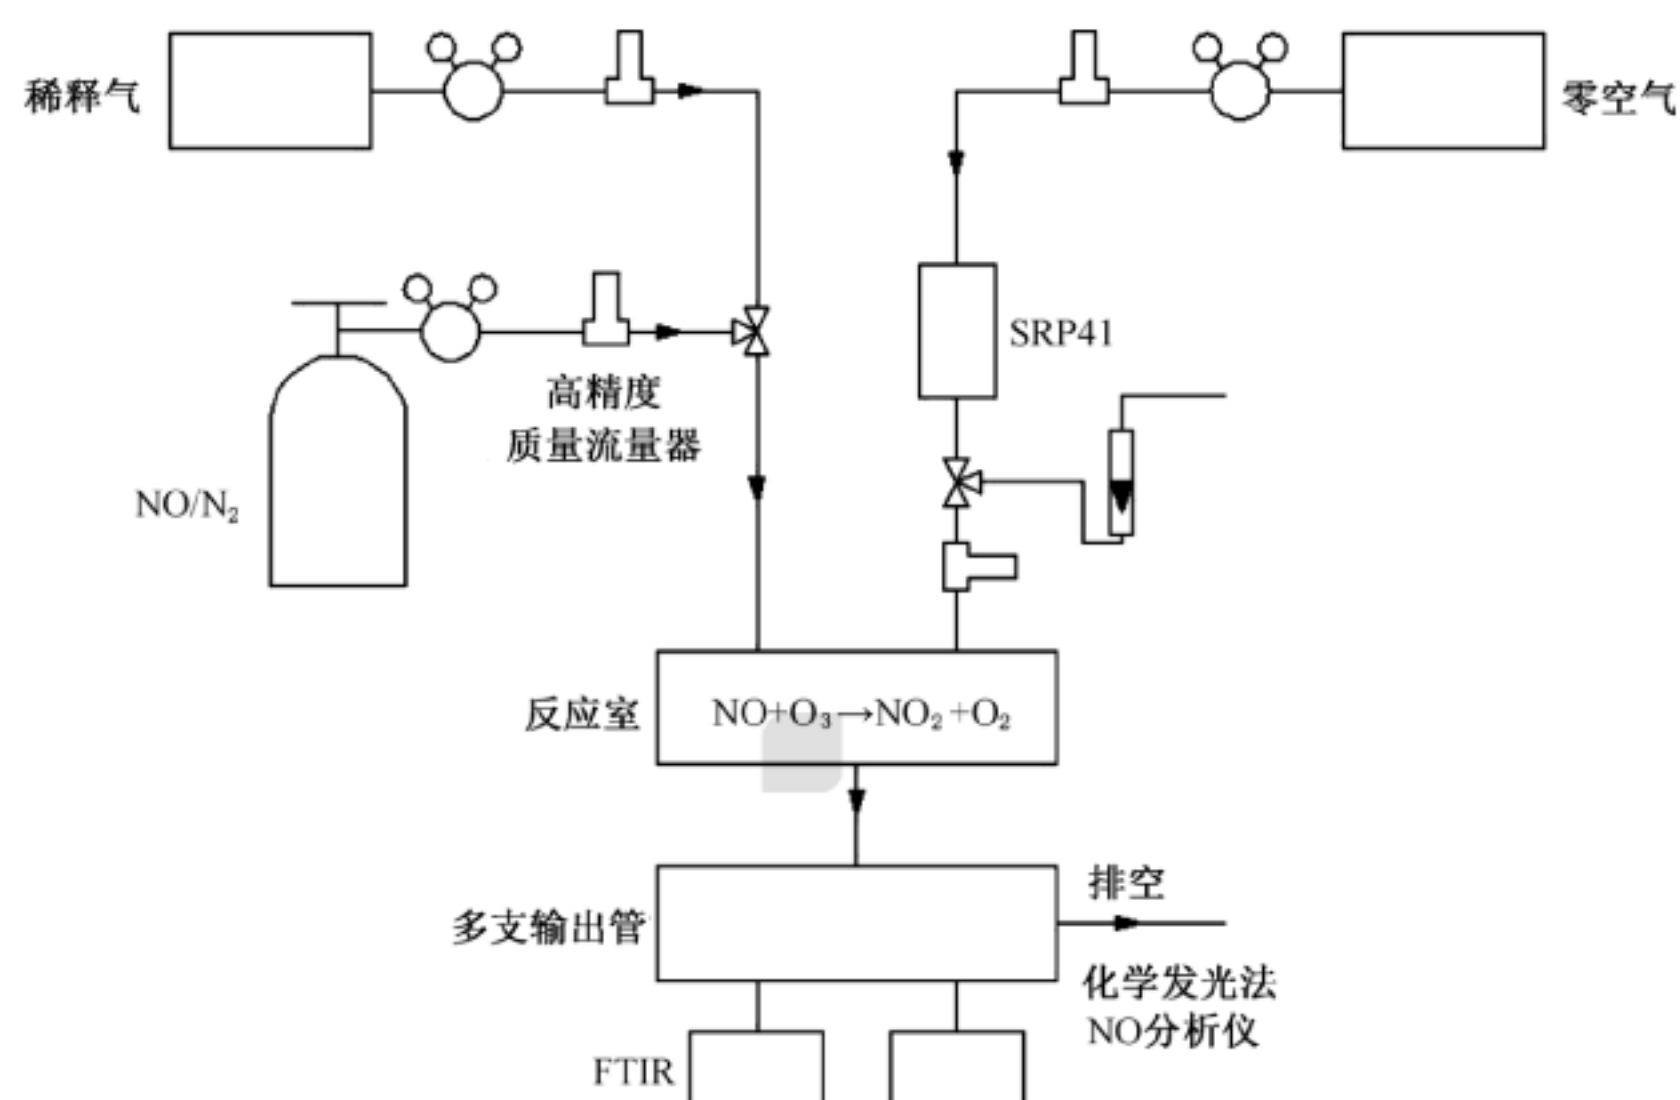 稀释气
零空气
SRP41
高精度
质量流量器
NO/N₂
反应室
NO+O₃→NO₂+O₂
多支输出管
排空
化学发光法
NO分析仪
FTIR